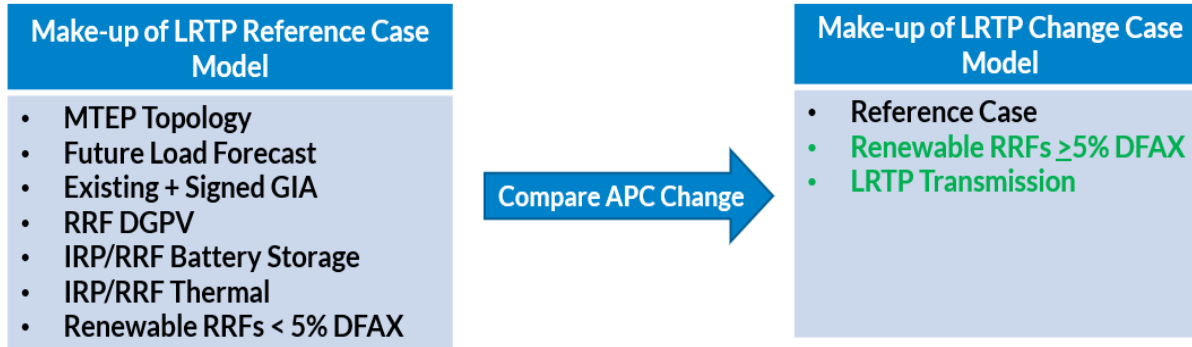 Make-up of LRTP Reference Case
Model
• MTEP Topology
• Future Load Forecast
• Existing + Signed GIA
• RRF DGPV
• IRP/RRF Battery Storage
• IRP/RRF Thermal
• Renewable RRFs < 5% DFAX
Compare APC Change
Make-up of LRTP Change Case
Model
• Reference Case
• Renewable RRFs ≥5% DFAX
• LRTP Transmission